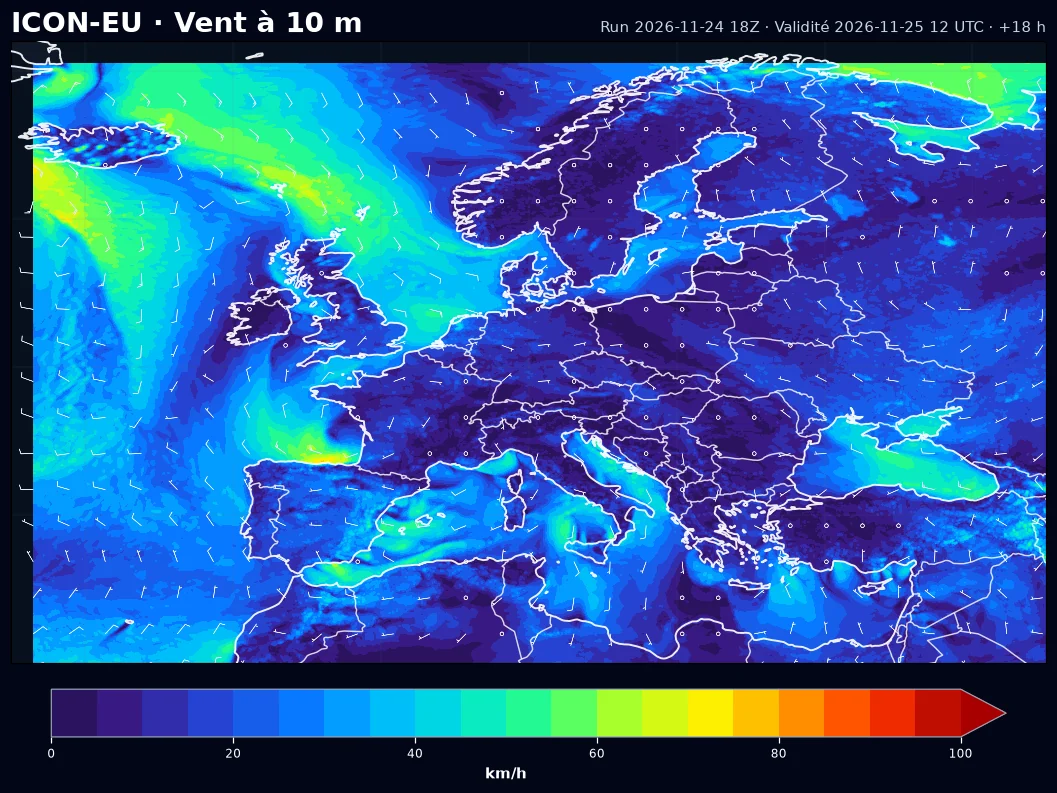 ICON-EU · Vent à 10 m
Run 2026-11-24 18Z · Validité 2026-11-25 12 UTC · +18 h
0 20 40 60 80 100
km/h